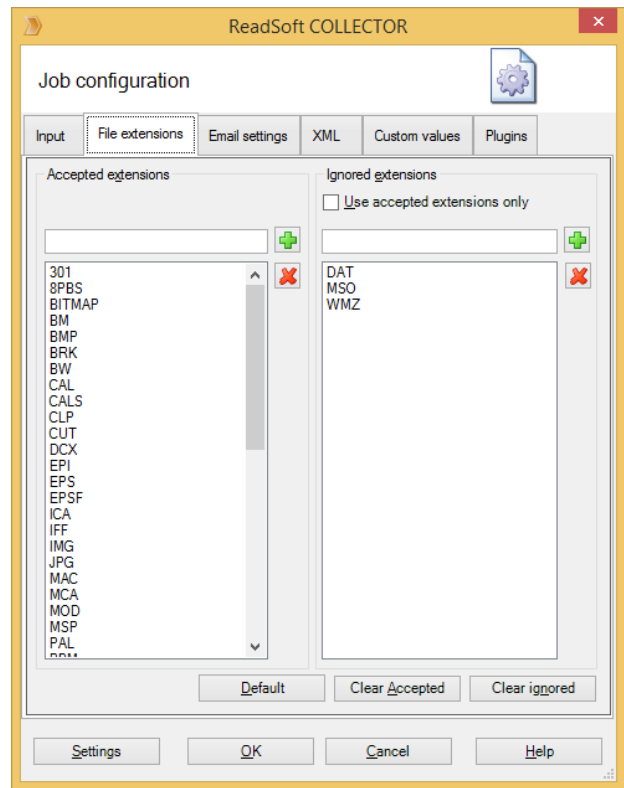 ReadSoft COLLECTOR
Job configuration
Input File extensions Email settings XML Custom values Plugins
Accepted extensions
Ignored extensions
Use accepted extensions only
301
8PBS
BITMAP
BM
BMP
BRK
BW
CAL
CALS
CLP
CUT
DCX
EPI
EPS
EPSF
ICA
IFF
IMG
JPG
MAC
MCA
MOD
MSP
PAL
DAT
MSO
WMZ
Default Clear Accepted Clear ignored
Settings OK Cancel Help